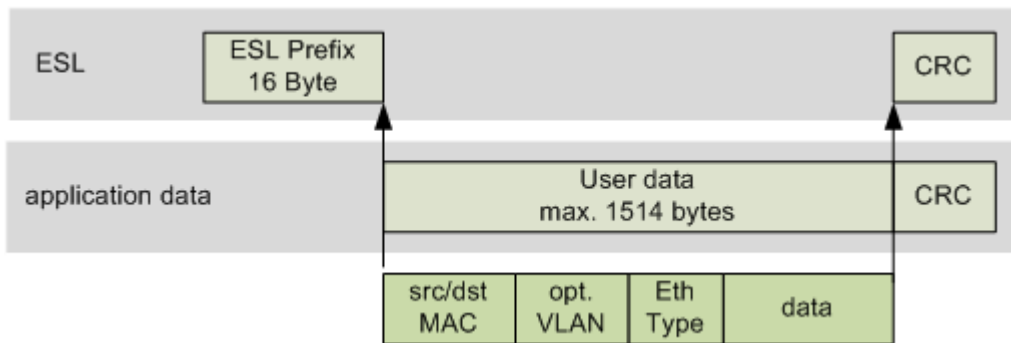 ESL
ESL Prefix
16 Byte
CRC
application data
User data
max. 1514 bytes
CRC
src/dst
MAC
opt.
VLAN
Eth
Type
data